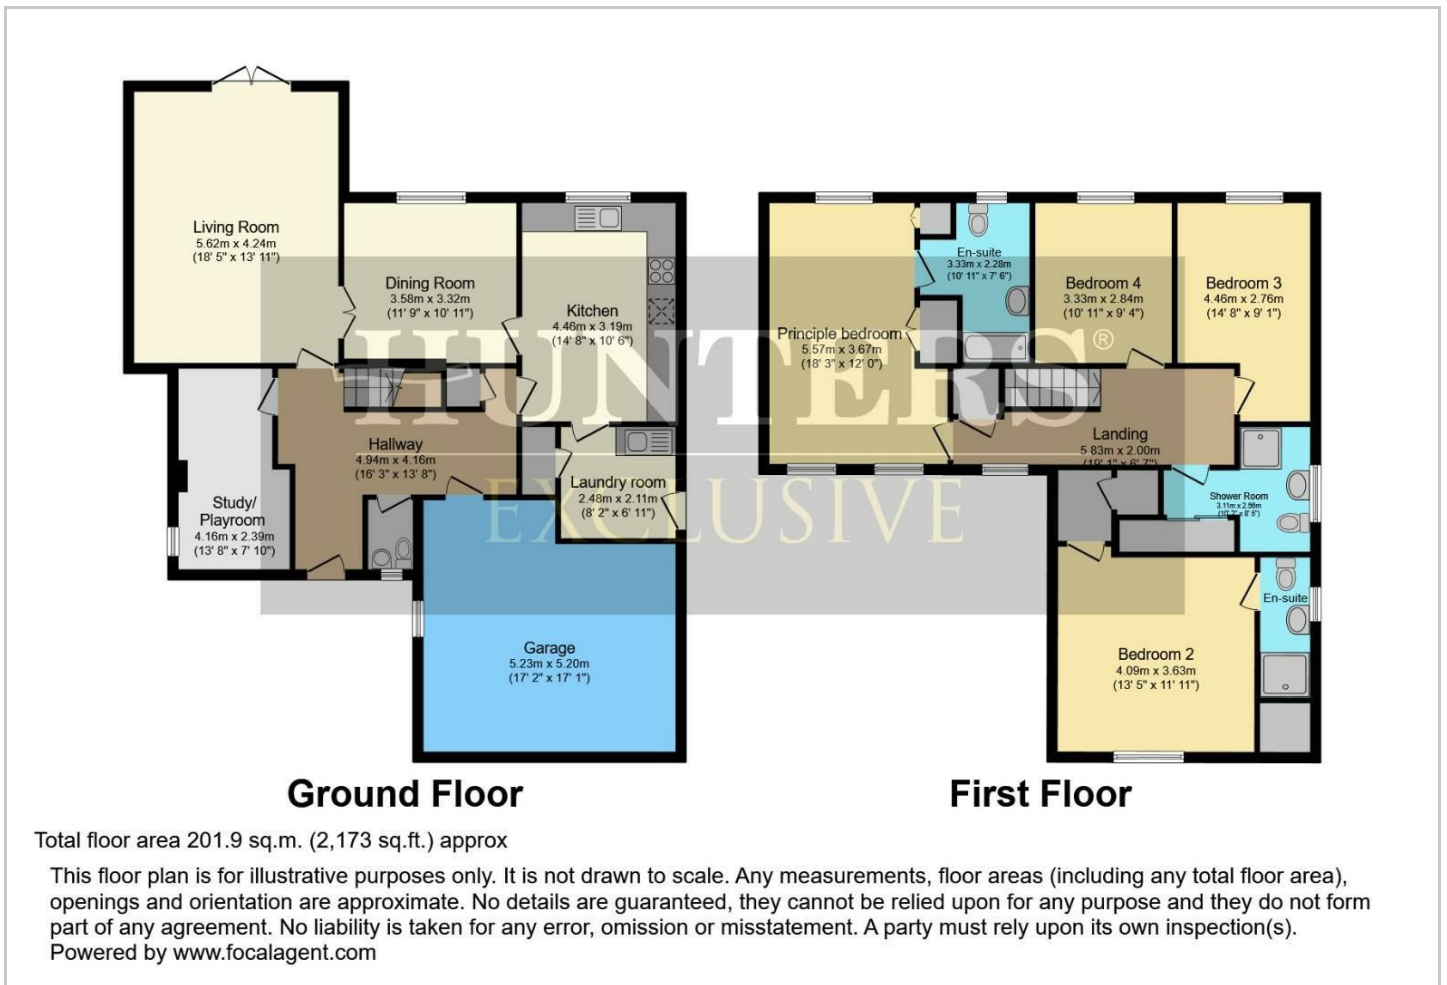 Living Room
5.62m x 4.24m
(18' 5" x 13' 11")
Dining Room
3.58m x 3.32m
(11' 9" x 10' 11")
Kitchen
4.46m x 3.19m
(14' 8" x 10' 6")
Hallway
4.94m x 4.16m
(16' 3" x 13' 8")
Study/
Playroom
4.16m x 2.39m
(13' 8" x 7' 10")
Laundry room
2.48m x 2.11m
(8' 2" x 6' 11")
Garage
5.23m x 5.20m
(17' 2" x 17' 1")
Ground Floor
Principle bedroom
5.57m x 3.67m
(18' 3" x 12' 0")
En-suite
3.33m x 2.28m
(10' 11" x 7' 6")
Bedroom 4
3.33m x 2.84m
(10' 11" x 9' 4")
Bedroom 3
4.46m x 2.76m
(14' 8" x 9' 1")
Landing
5.83m x 2.00m
(19' 1" x 6' 7")
Shower Room
3.11m x 2.56m
(10' 2" x 8' 5")
En-suite
Bedroom 2
4.09m x 3.63m
(13' 5" x 11' 11")
First Floor
HUNTERS®
EXCLUSIVE
Total floor area 201.9 sq.m. (2,173 sq.ft.) approx
This floor plan is for illustrative purposes only. It is not drawn to scale. Any measurements, floor areas (including any total floor area),
openings and orientation are approximate. No details are guaranteed, they cannot be relied upon for any purpose and they do not form
part of any agreement. No liability is taken for any error, omission or misstatement. A party must rely upon its own inspection(s).
Powered by www.focalagent.com